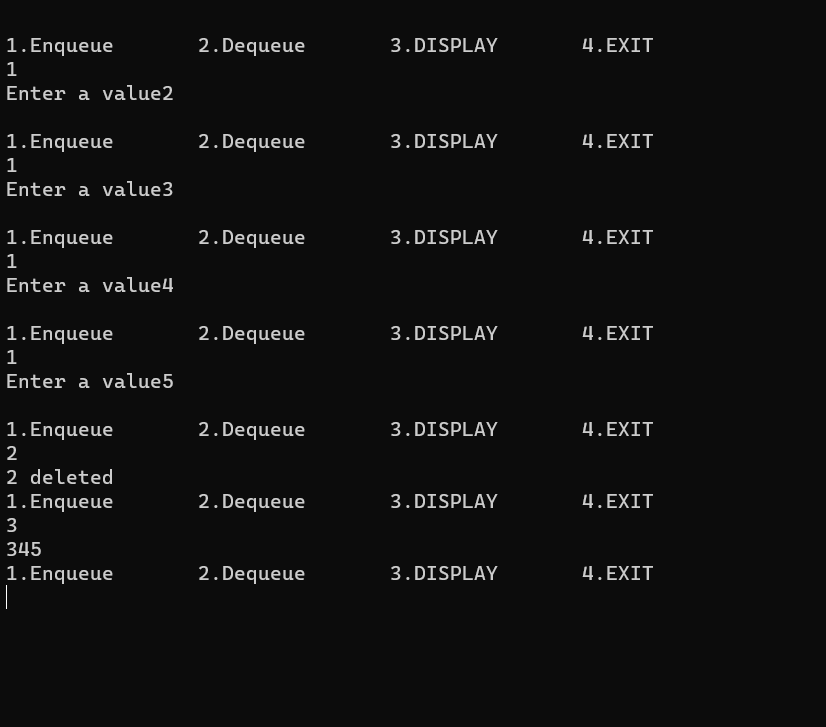 1.Enqueue 2.Dequeue 3.DISPLAY 4.EXIT
1
Enter a value2
1.Enqueue 2.Dequeue 3.DISPLAY 4.EXIT
1
Enter a value3
1.Enqueue 2.Dequeue 3.DISPLAY 4.EXIT
1
Enter a value4
1.Enqueue 2.Dequeue 3.DISPLAY 4.EXIT
1
Enter a value5
1.Enqueue 2.Dequeue 3.DISPLAY 4.EXIT
2
2 deleted
1.Enqueue 2.Dequeue 3.DISPLAY 4.EXIT
3
345
1.Enqueue 2.Dequeue 3.DISPLAY 4.EXIT